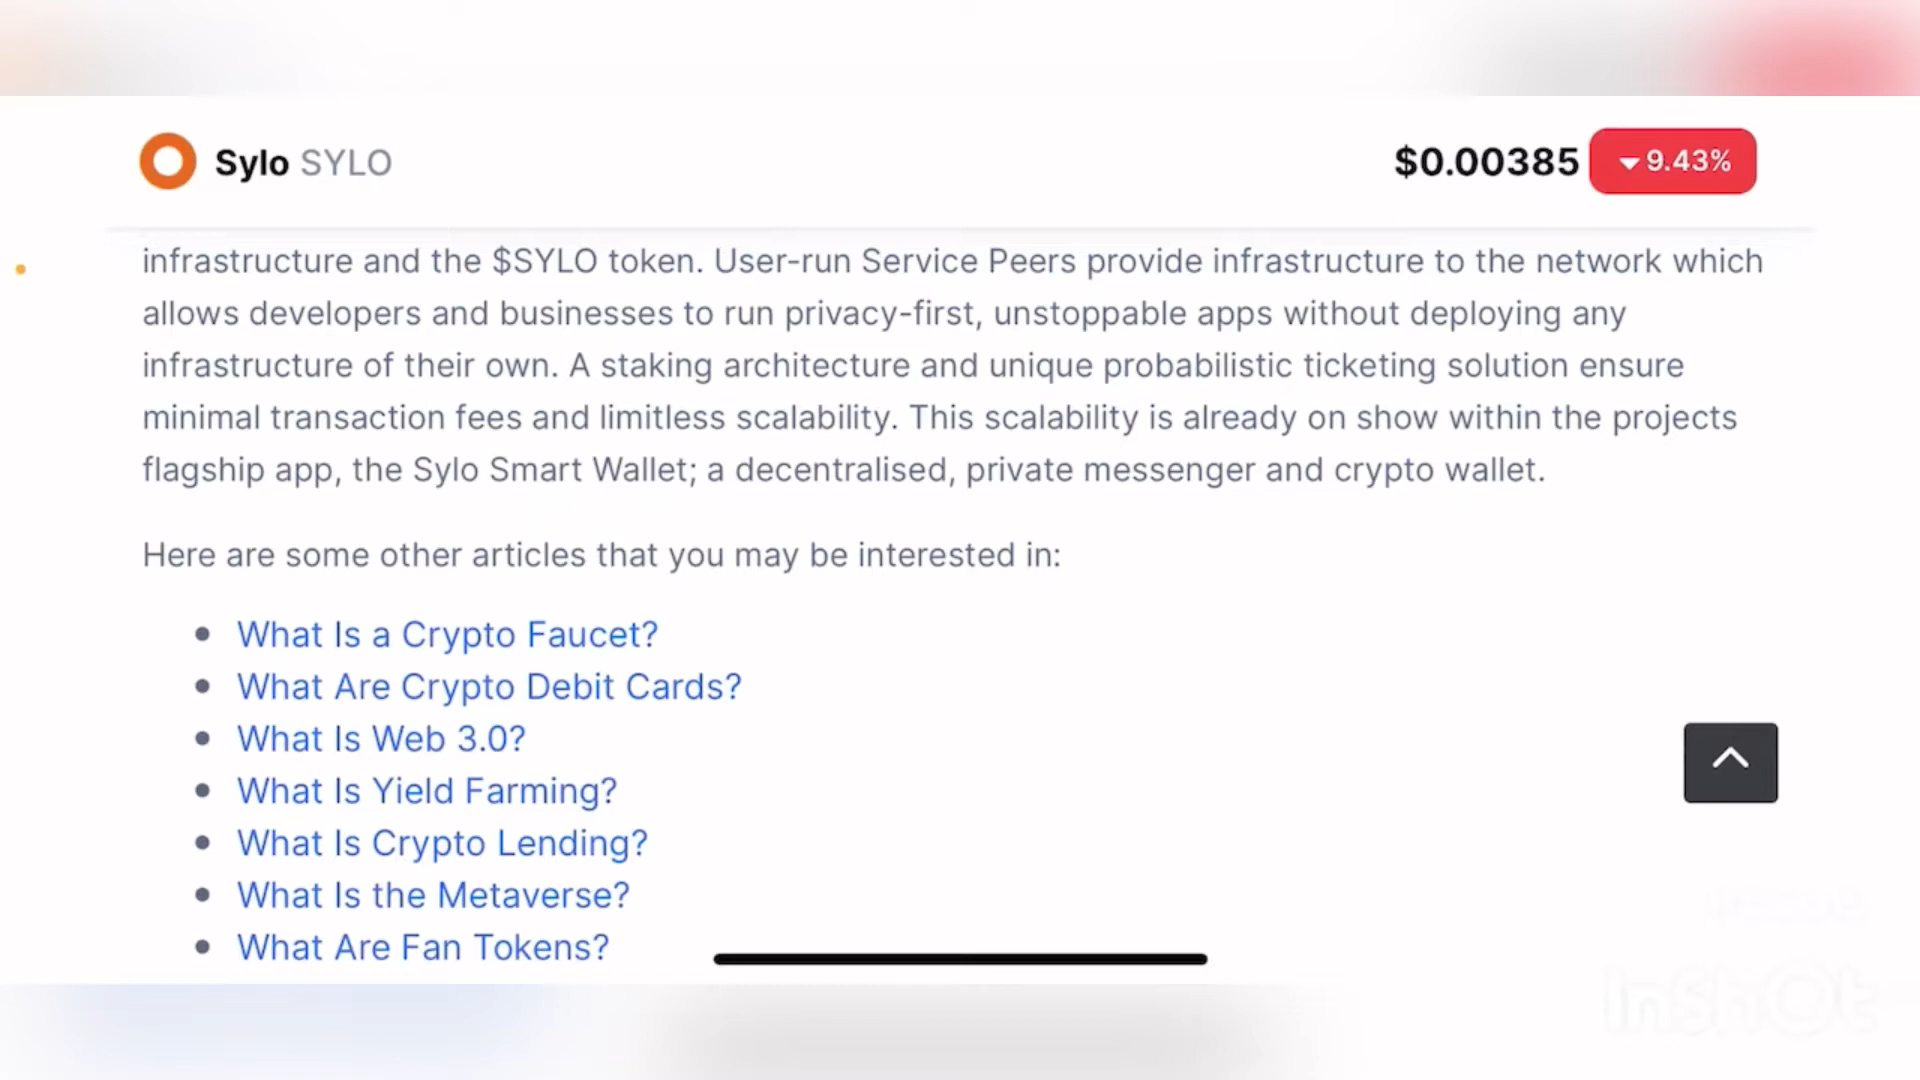 Sylo SYLO
$0.00385 9.43%
infrastructure and the $SYLO token. User-run Service Peers provide infrastructure to the network which
allows developers and businesses to run privacy-first, unstoppable apps without deploying any
infrastructure of their own. A staking architecture and unique probabilistic ticketing solution ensure
minimal transaction fees and limitless scalability. This scalability is already on show within the projects
flagship app, the Sylo Smart Wallet; a decentralised, private messenger and crypto wallet.
Here are some other articles that you may be interested in:
What Is a Crypto Faucet?
What Are Crypto Debit Cards?
What Is Web 3.0?
What Is Yield Farming?
What Is Crypto Lending?
What Is the Metaverse?
What Are Fan Tokens?
InShOt